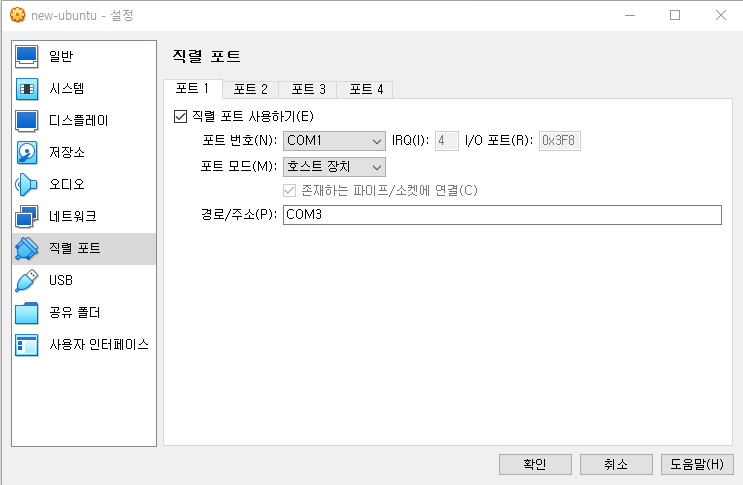 new-ubuntu - 설정
일반
시스템
디스플레이
저장소
오디오
네트워크
직렬 포트
USB
공유 폴더
사용자 인터페이스
직렬 포트
포트 1 포트 2 포트 3 포트 4
직렬 포트 사용하기(E)
포트 번호(N): COM1 IRQ(I): 4 I/O 포트(R): 0x3F8
포트 모드(M): 호스트 장치
존재하는 파이프/소켓에 연결(C)
경로/주소(P): COM3
확인 취소 도움말(H)